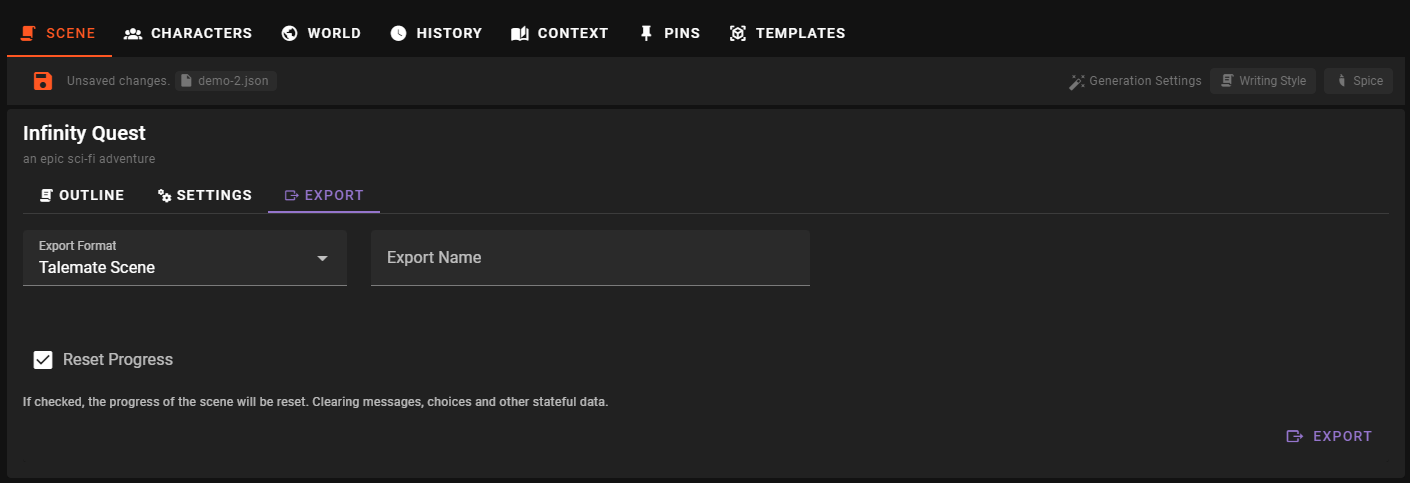 SCENE CHARACTERS WORLD HISTORY CONTEXT PINS TEMPLATES
Unsaved changes. demo-2.json Generation Settings Writing Style Spice
Infinity Quest
an epic sci-fi adventure
OUTLINE SETTINGS EXPORT
Export Format
Talemate Scene
Export Name
Reset Progress
If checked, the progress of the scene will be reset. Clearing messages, choices and other stateful data.
EXPORT